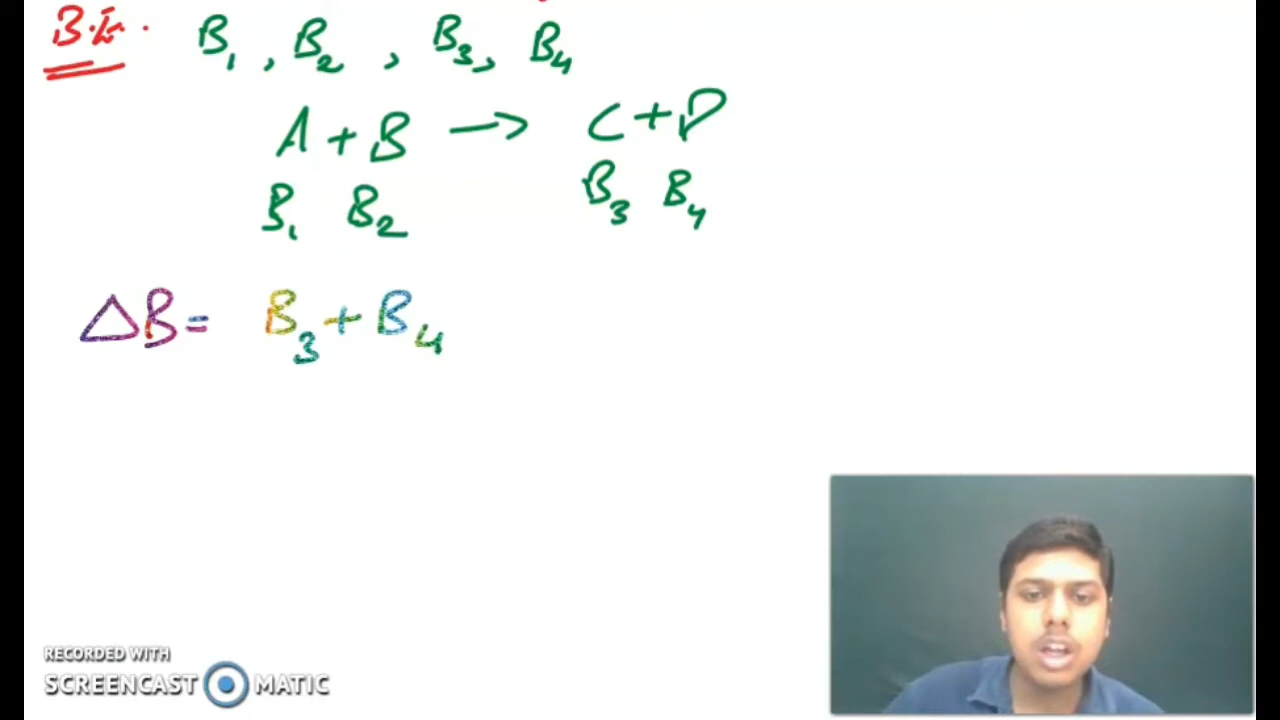 B.E.
B₁, B₂, B₃, B₄
A + B → C + D
B₁ B₂ B₃ B₄
ΔB = B₃ + B₄
RECORDED WITH
SCREENCAST MATIC